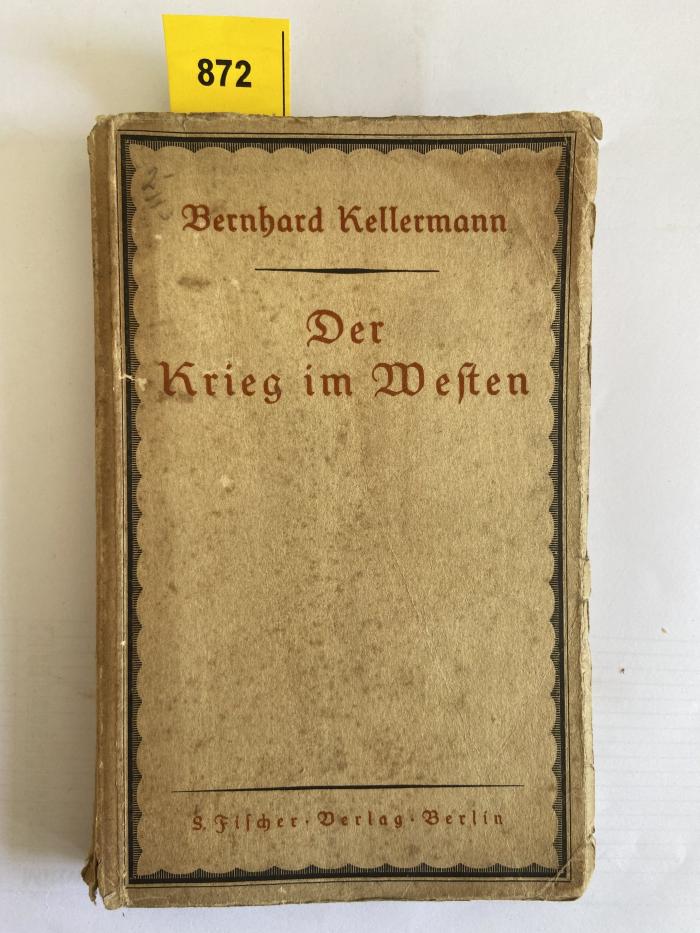 872
Bernhard Kellermann
Der
Krieg im Weſten
S. Fiſcher · Verlag · Berlin